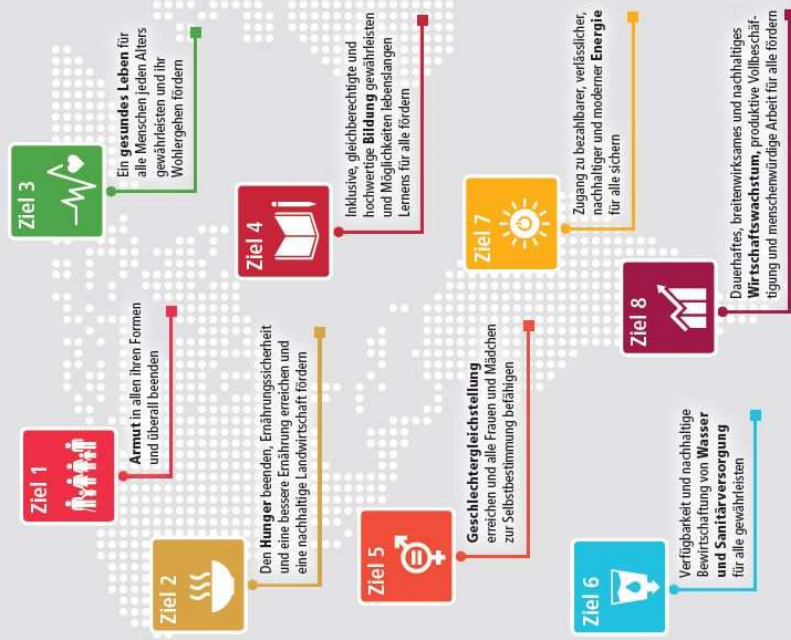 Ziel 1
Armut in allen ihren Formen
und überall beenden
Ziel 2
Den Hunger beenden, Ernährungssicherheit
und eine bessere Ernährung erreichen und
eine nachhaltige Landwirtschaft fördern
Ziel 3
Ein gesundes Leben für
alle Menschen jeden Alters
gewährleisten und ihr
Wohlergehen fördern
Ziel 4
Inklusive, gleichberechtigte und
hochwertige Bildung gewährleisten
und Möglichkeiten lebenslangen
Lernens für alle fördern
Ziel 5
Geschlechtergleichstellung
erreichen und alle Frauen und Mädchen
zur Selbstbestimmung befähigen
Ziel 6
Verfügbarkeit und nachhaltige
Bewirtschaftung von Wasser
und Sanitärversorgung
für alle gewährleisten
Ziel 7
Zugang zu bezahlbarer, verlässlicher,
nachhaltiger und moderner Energie
für alle sichern
Ziel 8
Dauerhaftes, breitenwirksames und nachhaltiges
Wirtschaftswachstum, produktive Vollbeschäf-
tigung und menschenwürdige Arbeit für alle fördern